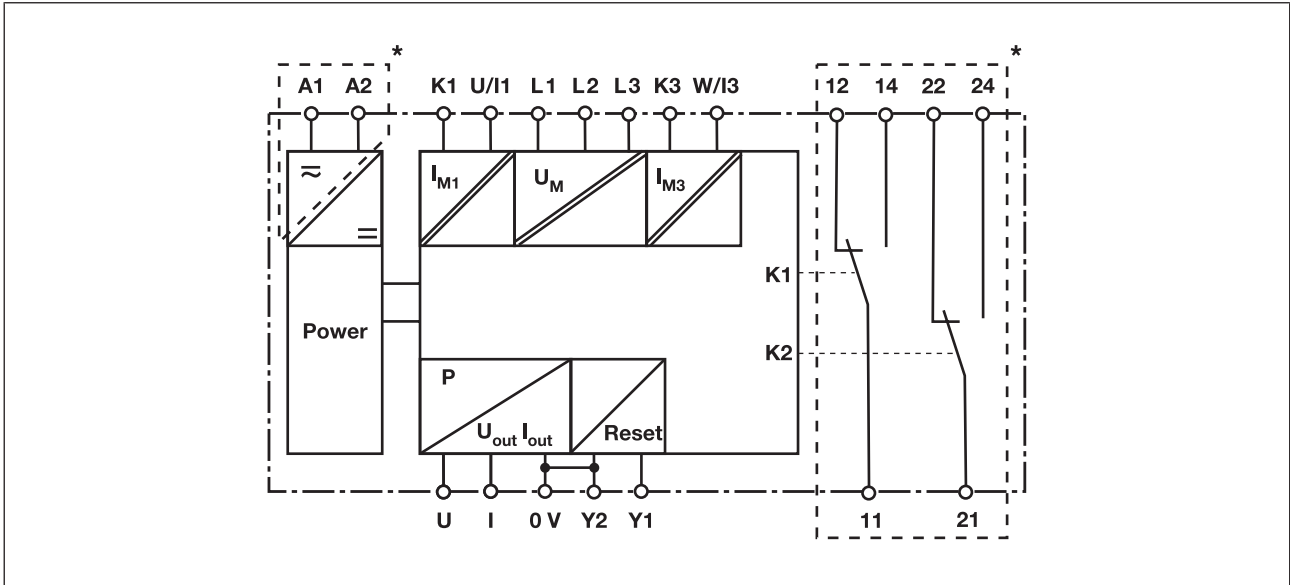 * *
A1 A2 K1 U/I1 L1 L2 L3 K3 W/I3 12 14 22 24
≂ IM1 UM IM3
=
K1
Power
K2
P
Uout Iout Reset
U I 0 V Y2 Y1 11 21